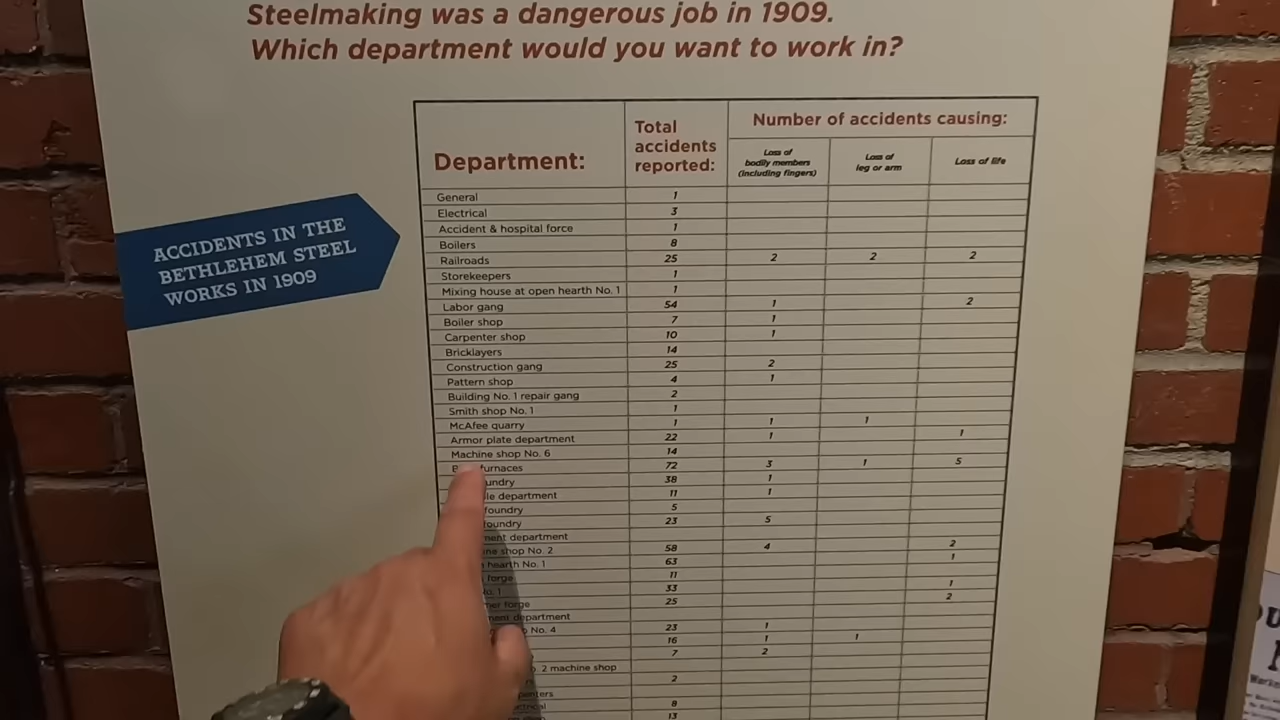 Steelmaking was a dangerous job in 1909.
Which department would you want to work in?
ACCIDENTS IN THE
BETHLEHEM STEEL
WORKS IN 1909
Department:
Total
accidents
reported:
Number of accidents causing:
Loss of
bodily members
(including fingers)
Loss of
leg or arm
Loss of life
General 1
Electrical 3
Accident & hospital force 1
Boilers 8
Railroads 25 2 2 2
Storekeepers 1
Mixing house at open hearth No. 1 1
Labor gang 54 1 2
Boiler shop 7 1
Carpenter shop 10 1
Bricklayers 14
Construction gang 25 2
Pattern shop 4 1
Building No. 1 repair gang 2
Smith shop No. 1 1
McAfee quarry 1 1 1
Armor plate department 22 1 1
Machine shop No. 6 14
furnaces 72 3 1 5
38 1
department 11 1
foundry 5
foundry 23 5
department
shop No. 2 58 4 2
hearth No. 1 63 1
forge 11
33 1
forge 25 2
department
No. 4 23 1
16 1 1
7 2
2 machine shop
2
8
13